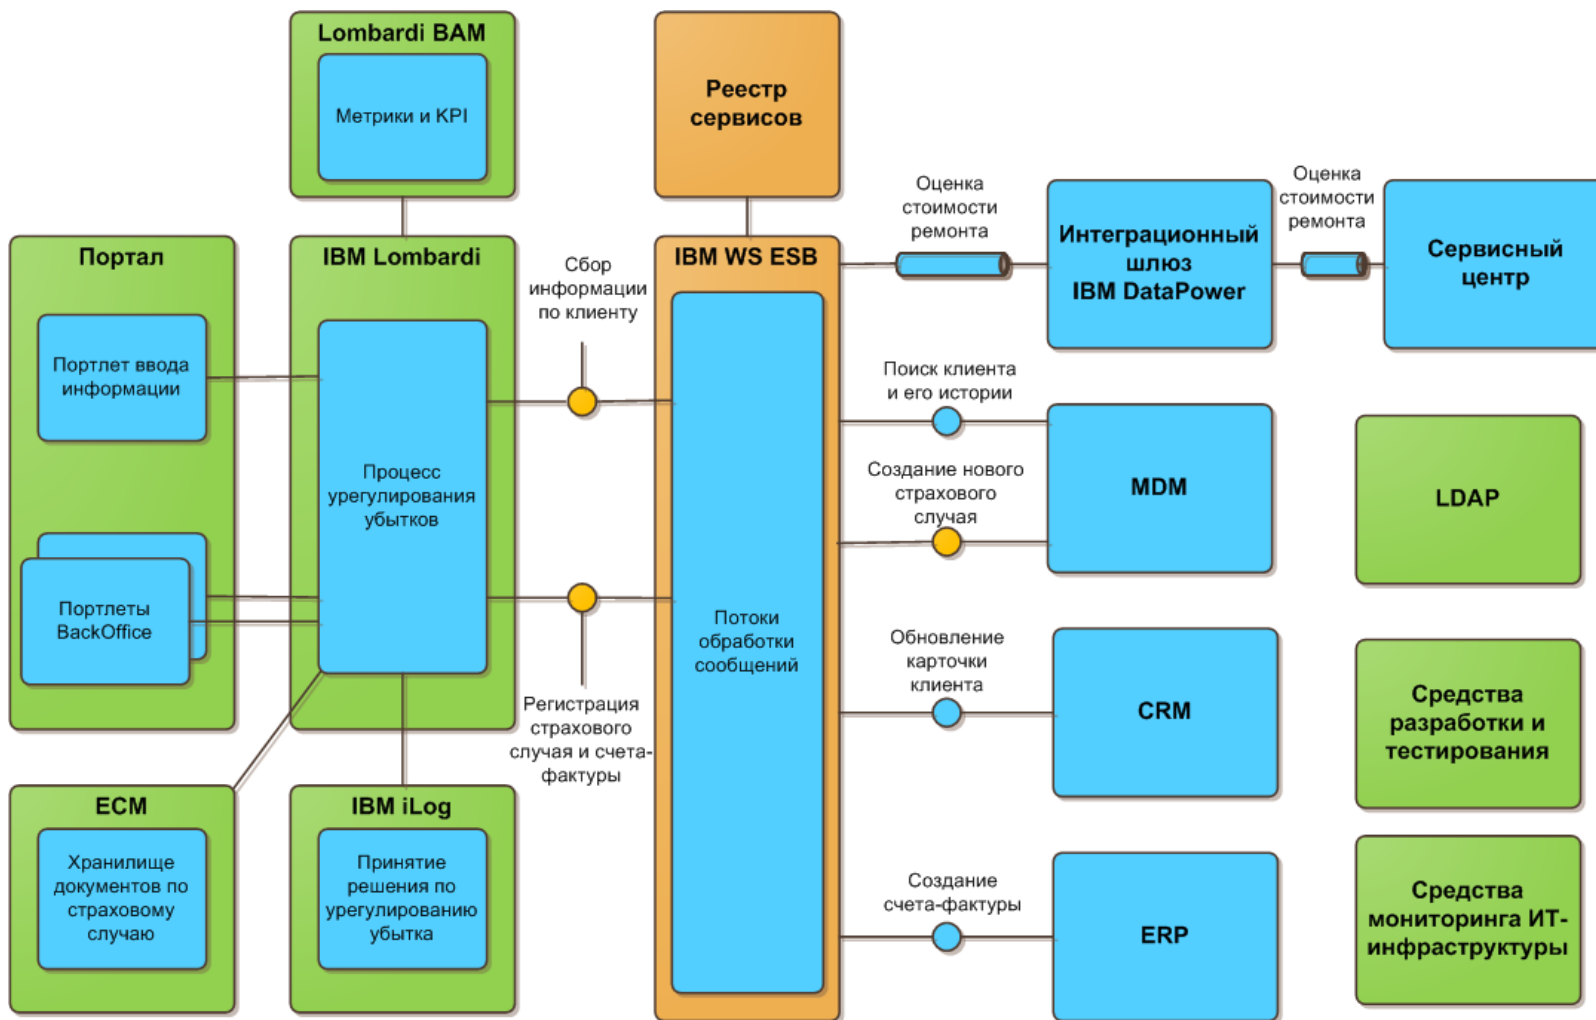 Lombardi BAM
Метрики и KPI
Реестр
сервисов
Оценка
стоимости
ремонта
Интеграционный
шлюз
IBM DataPower
Оценка
стоимости
ремонта
Сервисный
центр
Портал
Портлет ввода
информации
Портлеты
BackOffice
IBM Lombardi
Процесс
урегулирования
убытков
Сбор
информации
по клиенту
Регистрация
страхового
случая и счета-
фактуры
IBM WS ESB
Потоки
обработки
сообщений
Поиск клиента
и его истории
Создание нового
страхового
случая
MDM
LDAP
Обновление
карточки
клиента
CRM
Средства
разработки и
тестирования
ECM
Хранилище
документов по
страховому
случаю
IBM iLog
Принятие
решения по
урегулированию
убытка
Создание
счета-фактуры
ERP
Средства
мониторинга ИТ-
инфраструктуры